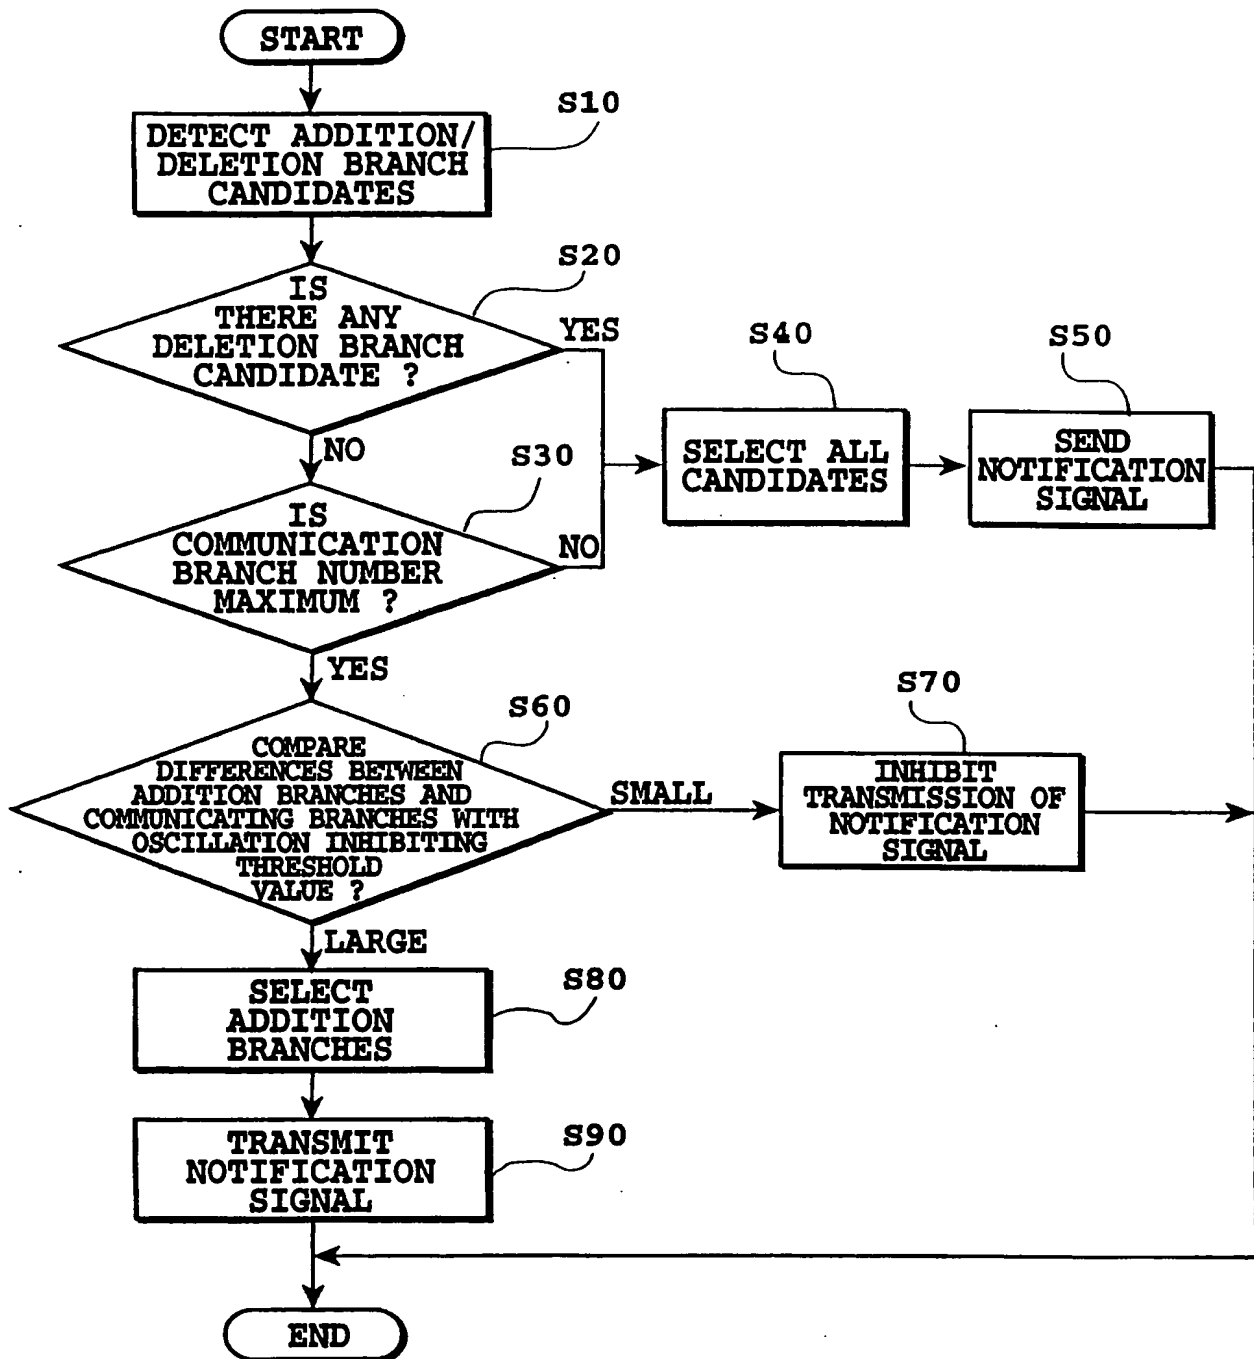 START
S10
DETECT ADDITION/
DELETION BRANCH
CANDIDATES
S20
IS
THERE ANY
DELETION BRANCH
CANDIDATE ?
YES
NO
S30
IS
COMMUNICATION
BRANCH NUMBER
MAXIMUM ?
NO
YES
S40
SELECT ALL
CANDIDATES
S50
SEND
NOTIFICATION
SIGNAL
S60
COMPARE
DIFFERENCES BETWEEN
ADDITION BRANCHES AND
COMMUNICATING BRANCHES WITH
OSCILLATION INHIBITING
THRESHOLD
VALUE ?
SMALL
S70
INHIBIT
TRANSMISSION OF
NOTIFICATION
SIGNAL
LARGE
S80
SELECT
ADDITION
BRANCHES
S90
TRANSMIT
NOTIFICATION
SIGNAL
END